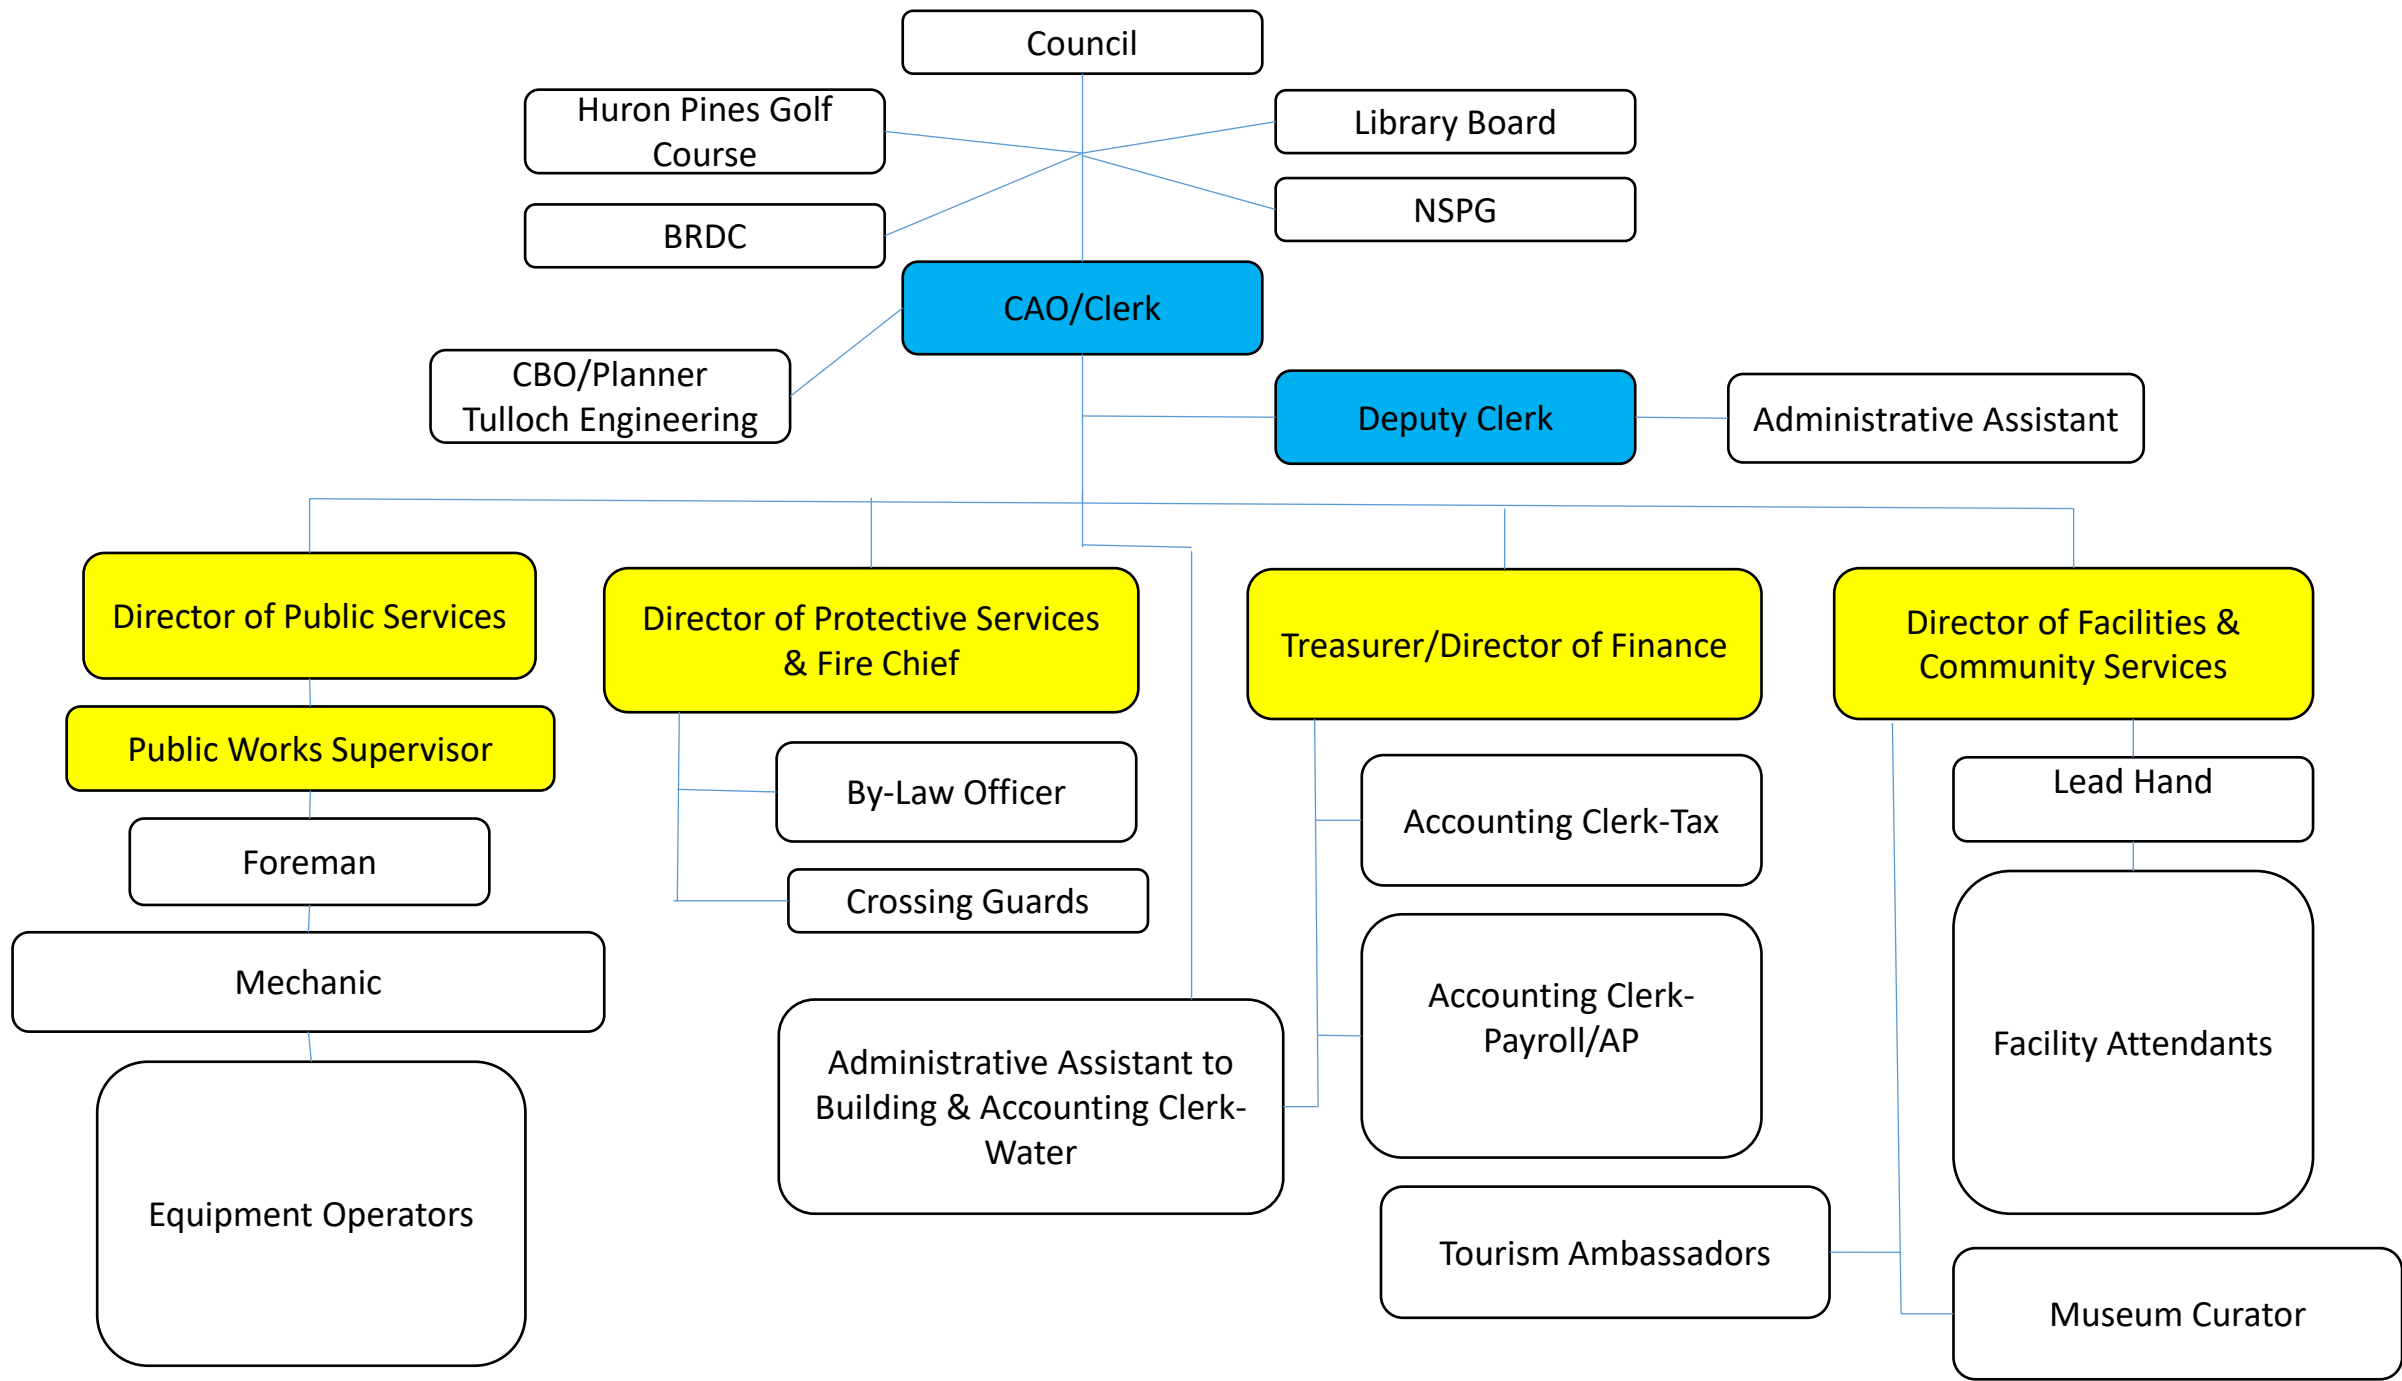 Council
Huron Pines Golf
Course
Library Board
BRDC
NSPG
CAO/Clerk
CBO/Planner
Tulloch Engineering
Deputy Clerk
Administrative Assistant
Director of Public Services
Director of Protective Services
& Fire Chief
Treasurer/Director of Finance
Director of Facilities &
Community Services
Public Works Supervisor
By-Law Officer
Accounting Clerk-Tax
Lead Hand
Foreman
Crossing Guards
Mechanic
Accounting Clerk-
Payroll/AP
Facility Attendants
Administrative Assistant to
Building & Accounting Clerk-
Water
Equipment Operators
Tourism Ambassadors
Museum Curator